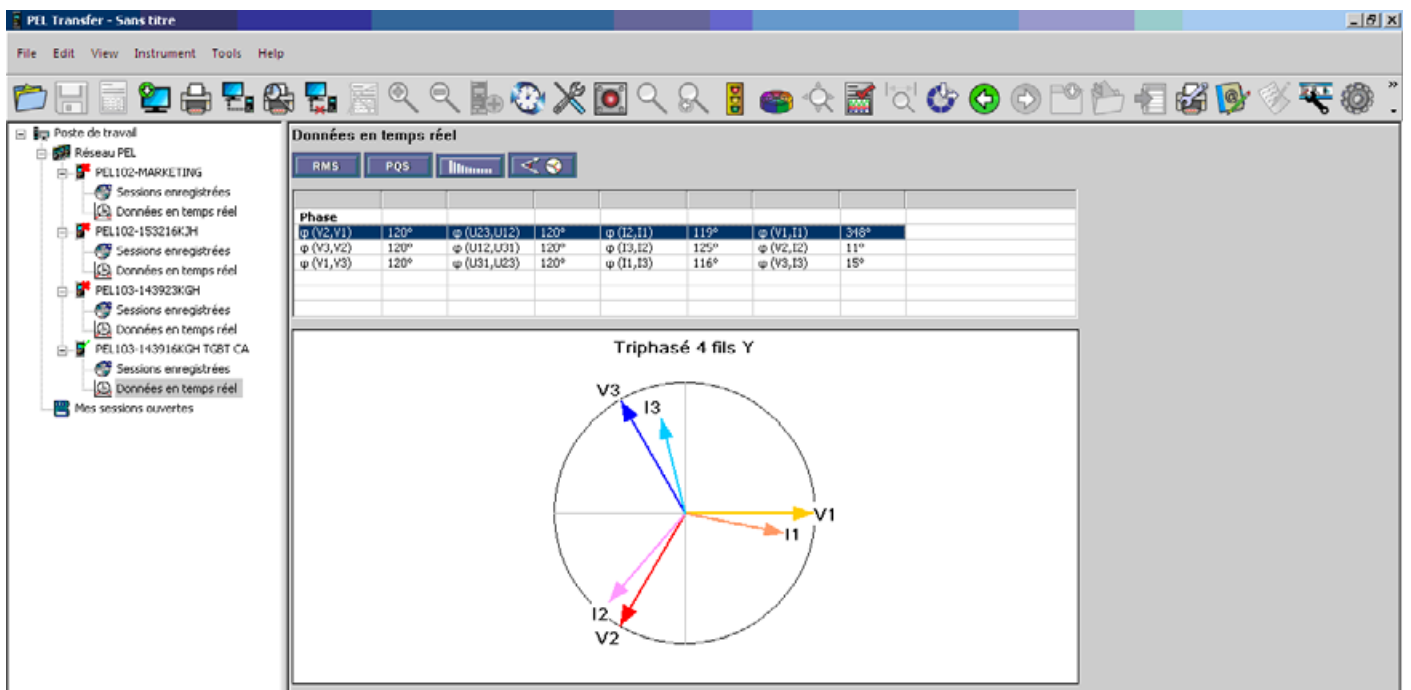 PEL Transfer - Sans titre
File Edit View Instrument Tools Help
Poste de travail
Réseau PEL
PEL102-MARKETING
Sessions enregistrées
Données en temps réel
PEL102-153216KJH
Sessions enregistrées
Données en temps réel
PEL103-143923KGH
Sessions enregistrées
Données en temps réel
PEL103-143916KGH TGBT CA
Sessions enregistrées
Données en temps réel
Mes sessions ouvertes
Données en temps réel
RMS PQS
Phase
φ (V2,V1) 120° φ (U23,U12) 120° φ (I2,I1) 119° φ (V1,I1) 348°
φ (V3,V2) 120° φ (U12,U31) 120° φ (I3,I2) 125° φ (V2,I2) 11°
φ (V1,V3) 120° φ (U31,U23) 120° φ (I1,I3) 116° φ (V3,I3) 15°
Triphasé 4 fils Y
V3
I3
V1
I1
I2
V2